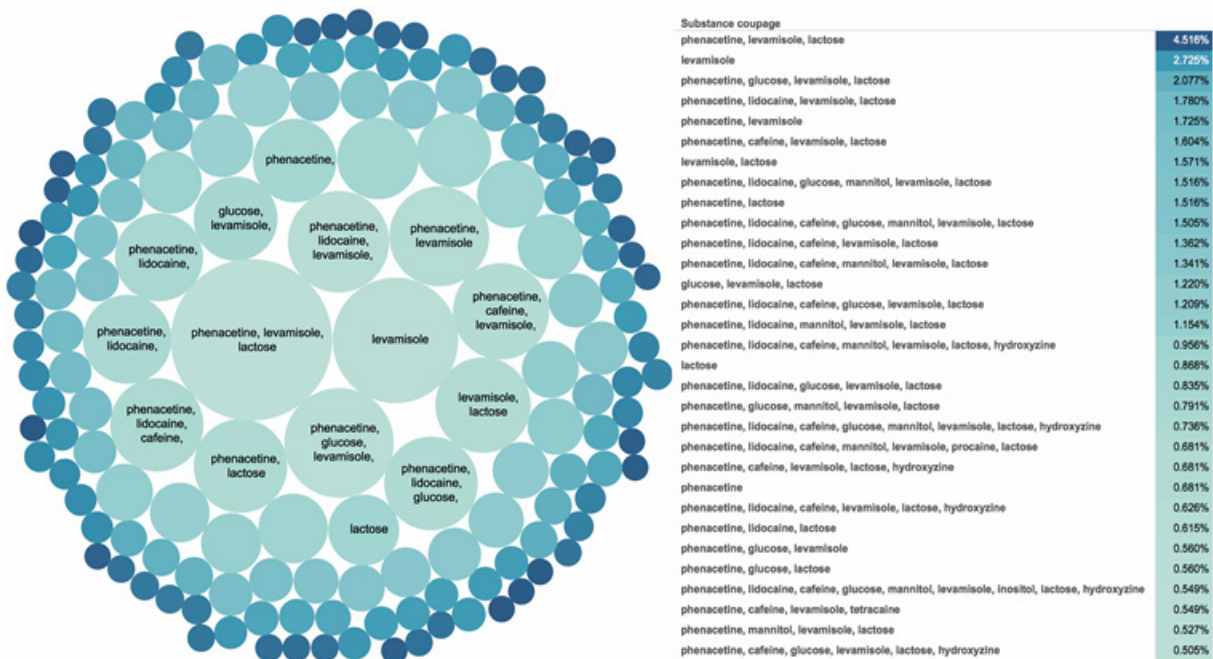 phenacetine,
glucose,
levamisole,
phenacetine,
lidocaine,
levamisole,
phenacetine,
levamisole
phenacetine,
lidocaine,
phenacetine,
cafeine,
levamisole,
phenacetine,
lidocaine,
phenacetine, levamisole,
lactose
levamisole
levamisole,
lactose
phenacetine,
lidocaine,
cafeine,
phenacetine,
glucose,
levamisole,
phenacetine,
lactose
phenacetine,
lidocaine,
glucose,
lactose
Substance coupage
phenacetine, levamisole, lactose 4.516%
levamisole 2.725%
phenacetine, glucose, levamisole, lactose 2.077%
phenacetine, lidocaine, levamisole, lactose 1.780%
phenacetine, levamisole 1.725%
phenacetine, cafeine, levamisole, lactose 1.604%
levamisole, lactose 1.571%
phenacetine, lidocaine, glucose, mannitol, levamisole, lactose 1.516%
phenacetine, lactose 1.516%
phenacetine, lidocaine, cafeine, glucose, mannitol, levamisole, lactose 1.505%
phenacetine, lidocaine, cafeine, levamisole, lactose 1.362%
phenacetine, lidocaine, cafeine, mannitol, levamisole, lactose 1.341%
glucose, levamisole, lactose 1.220%
phenacetine, lidocaine, cafeine, glucose, levamisole, lactose 1.209%
phenacetine, lidocaine, mannitol, levamisole, lactose 1.154%
phenacetine, lidocaine, cafeine, mannitol, levamisole, lactose, hydroxyzine 0.956%
lactose 0.868%
phenacetine, lidocaine, glucose, levamisole, lactose 0.835%
phenacetine, glucose, mannitol, levamisole, lactose 0.791%
phenacetine, lidocaine, cafeine, glucose, mannitol, levamisole, lactose, hydroxyzine 0.736%
phenacetine, lidocaine, cafeine, mannitol, levamisole, procaine, lactose 0.681%
phenacetine, cafeine, levamisole, lactose, hydroxyzine 0.681%
phenacetine 0.681%
phenacetine, lidocaine, cafeine, levamisole, lactose, hydroxyzine 0.626%
phenacetine, lidocaine, lactose 0.615%
phenacetine, glucose, levamisole 0.560%
phenacetine, glucose, lactose 0.560%
phenacetine, lidocaine, cafeine, glucose, mannitol, levamisole, inositol, lactose, hydroxyzine 0.549%
phenacetine, cafeine, levamisole, tetracaine 0.549%
phenacetine, mannitol, levamisole, lactose 0.527%
phenacetine, cafeine, glucose, levamisole, lactose, hydroxyzine 0.505%